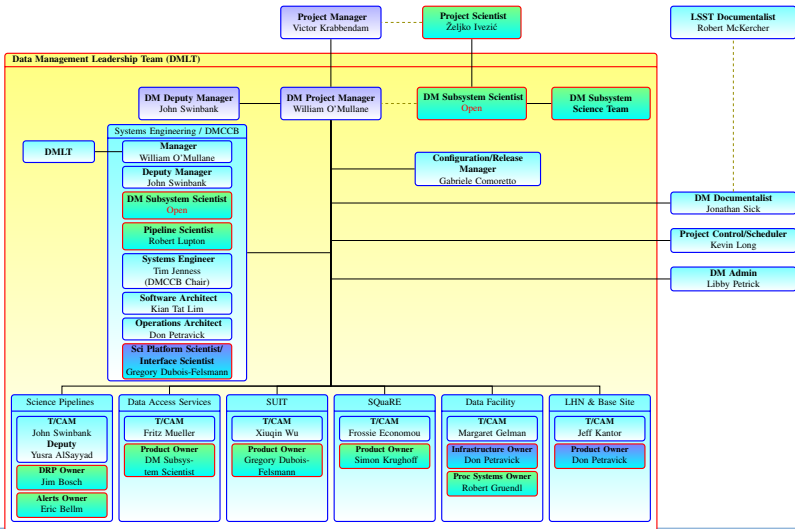 Project Manager
Victor Krabbendam
Project Scientist
Željko Ivezić
LSST Documentalist
Robert McKercher
Data Management Leadership Team (DMLT)
DM Deputy Manager
John Swinbank
DM Project Manager
William O'Mullane
DM Subsystem Scientist
Open
DM Subsystem
Science Team
Systems Engineering / DMCCB
DMLT
Manager
William O'Mullane
Deputy Manager
John Swinbank
DM Subsystem Scientist
Open
Pipeline Scientist
Robert Lupton
Systems Engineer
Tim Jenness
(DMCCB Chair)
Software Architect
Kian Tat Lim
Operations Architect
Don Petravick
Sci Platform Scientist/
Interface Scientist
Gregory Dubois-Felsmann
Configuration/Release
Manager
Gabriele Comoretto
DM Documentalist
Jonathan Sick
Project Control/Scheduler
Kevin Long
DM Admin
Libby Petrick
Science Pipelines
T/CAM
John Swinbank
Deputy
Yusra AlSayyad
DRP Owner
Jim Bosch
Alerts Owner
Eric Bellm
Data Access Services
T/CAM
Fritz Mueller
Product Owner
DM Subsys-
tem Scientist
SUIT
T/CAM
Xiuqin Wu
Product Owner
Gregory Dubois-
Felsmann
SQuaRE
T/CAM
Frossie Economou
Product Owner
Simon Krughoff
Data Facility
T/CAM
Margaret Gelman
Infrastructure Owner
Don Petravick
Proc Systems Owner
Robert Gruendl
LHN & Base Site
T/CAM
Jeff Kantor
Product Owner
Don Petravick